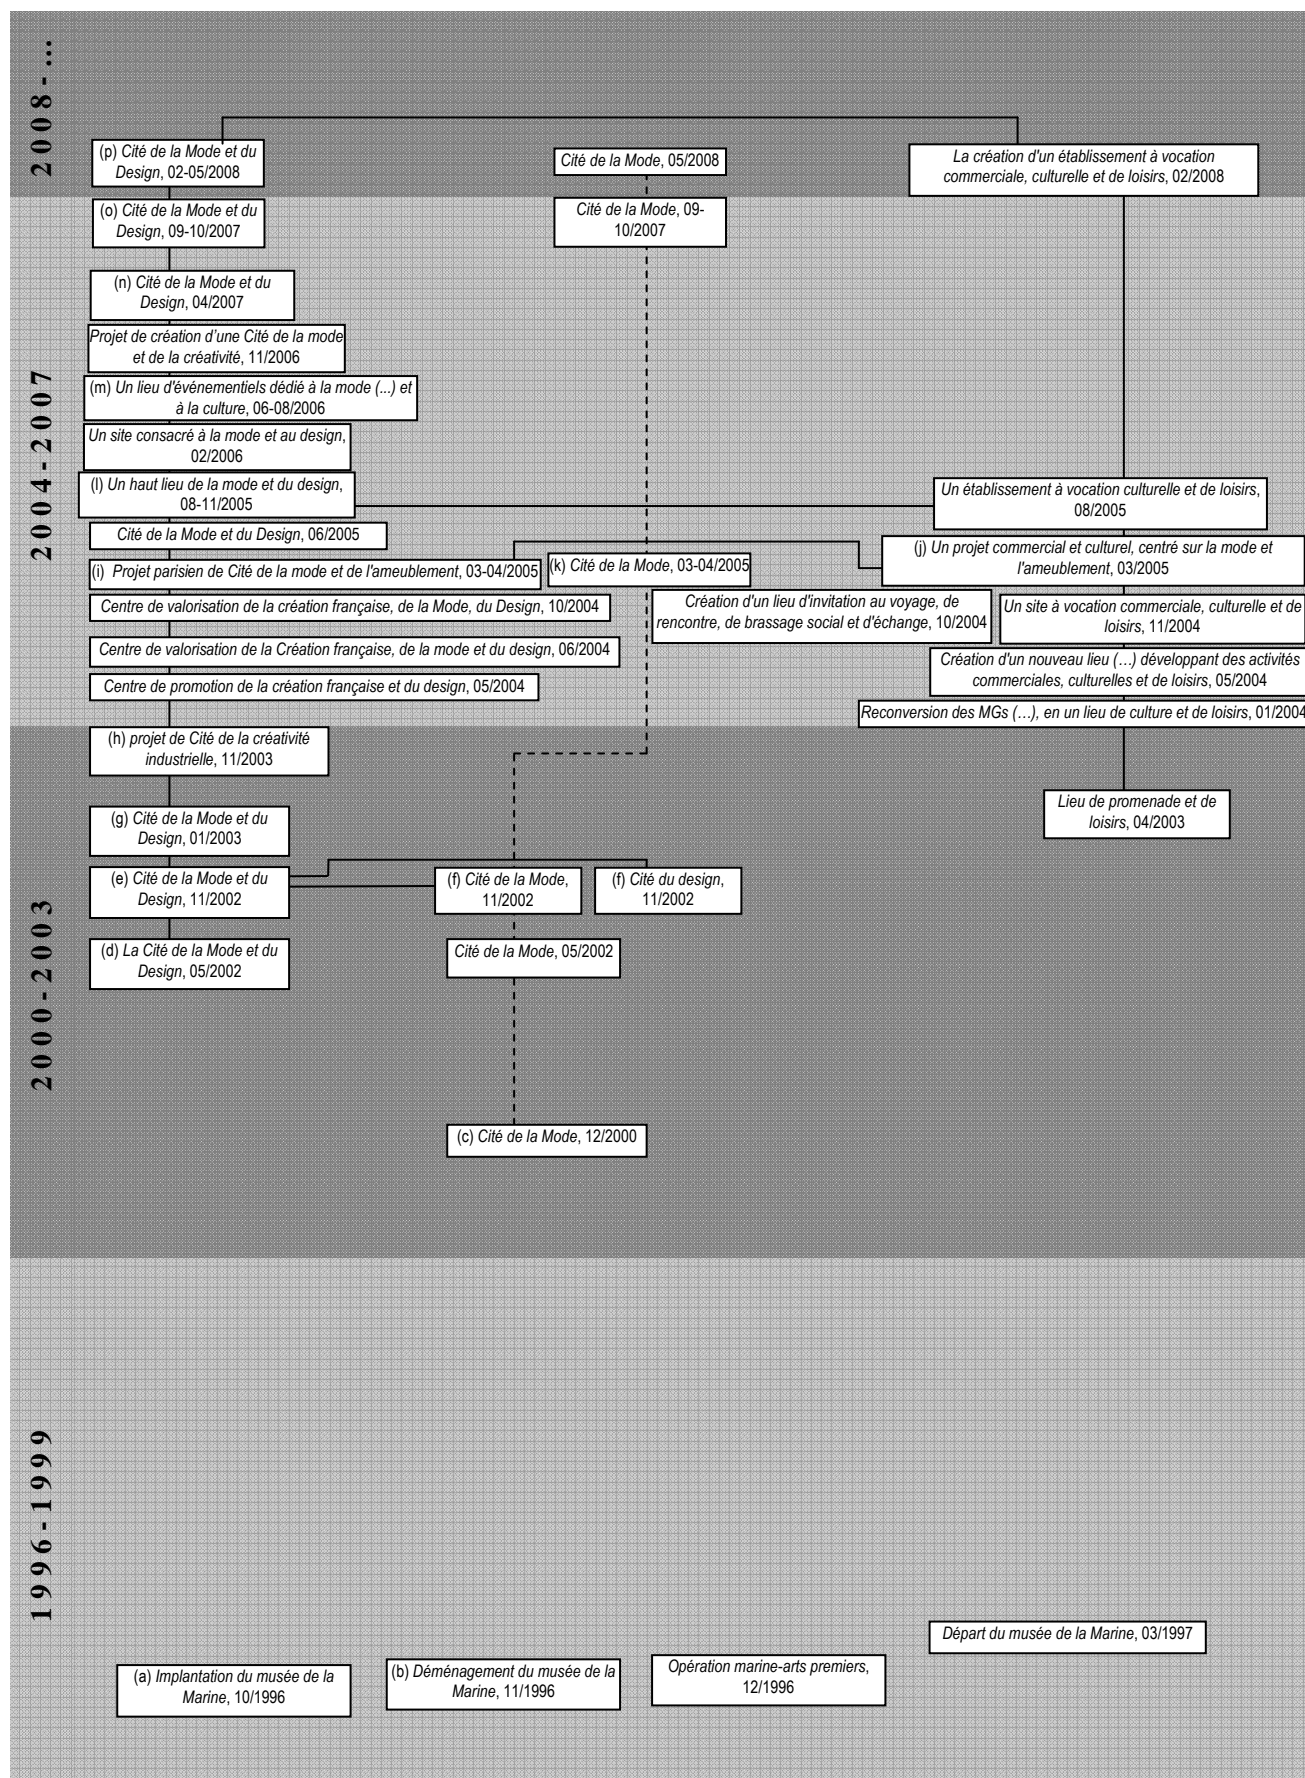 2008-...
(p) Cité de la Mode et du
Design, 02-05/2008
Cité de la Mode, 05/2008
La création d'un établissement à vocation
commerciale, culturelle et de loisirs, 02/2008
2004-2007
(o) Cité de la Mode et du
Design, 09-10/2007
Cité de la Mode, 09-
10/2007
(n) Cité de la Mode et du
Design, 04/2007
Projet de création d’une Cité de la mode
et de la créativité, 11/2006
(m) Un lieu d'événementiels dédié à la mode (...) et
à la culture, 06-08/2006
Un site consacré à la mode et au design,
02/2006
(l) Un haut lieu de la mode et du design,
08-11/2005
Un établissement à vocation culturelle et de loisirs,
08/2005
Cité de la Mode et du Design, 06/2005
(j) Un projet commercial et culturel, centré sur la mode et
l'ameublement, 03/2005
(i) Projet parisien de Cité de la mode et de l'ameublement, 03-04/2005
(k) Cité de la Mode, 03-04/2005
Centre de valorisation de la création française, de la Mode, du Design, 10/2004
Création d'un lieu d'invitation au voyage, de
rencontre, de brassage social et d'échange, 10/2004
Un site à vocation commerciale, culturelle et de
loisirs, 11/2004
Centre de valorisation de la Création française, de la mode et du design, 06/2004
Création d'un nouveau lieu (…) développant des activités
commerciales, culturelles et de loisirs, 05/2004
Centre de promotion de la création française et du design, 05/2004
Reconversion des MGs (…), en un lieu de culture et de loisirs, 01/2004
2000-2003
(h) projet de Cité de la créativité
industrielle, 11/2003
Lieu de promenade et de
loisirs, 04/2003
(g) Cité de la Mode et du
Design, 01/2003
(e) Cité de la Mode et du
Design, 11/2002
(f) Cité de la Mode,
11/2002
(f) Cité du design,
11/2002
(d) La Cité de la Mode et du
Design, 05/2002
Cité de la Mode, 05/2002
(c) Cité de la Mode, 12/2000
1996-1999
Départ du musée de la Marine, 03/1997
(a) Implantation du musée de la
Marine, 10/1996
(b) Déménagement du musée de la
Marine, 11/1996
Opération marine-arts premiers,
12/1996